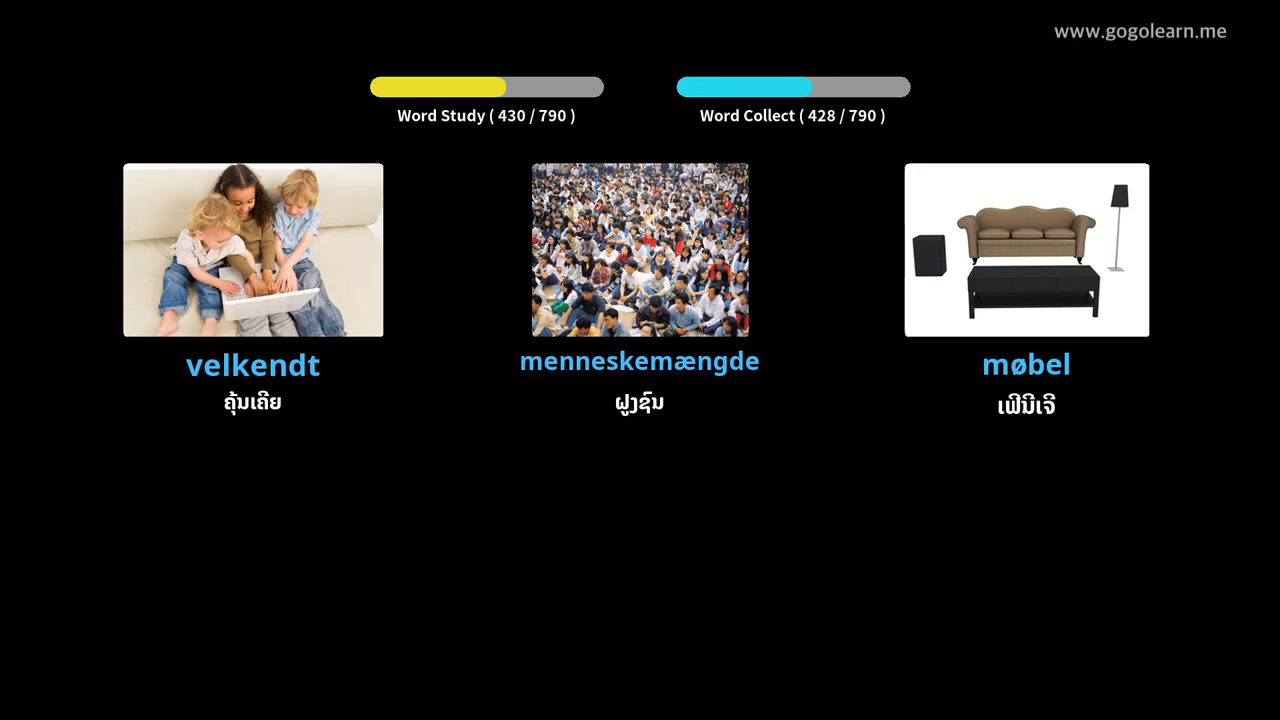 www.gogolearn.me
Word Study ( 430 / 790 )
Word Collect ( 428 / 790 )
velkendt
ຄຸ້ນເຄີຍ
menneskemængde
ຝູງຊົນ
møbel
ເຟີນີເຈີ